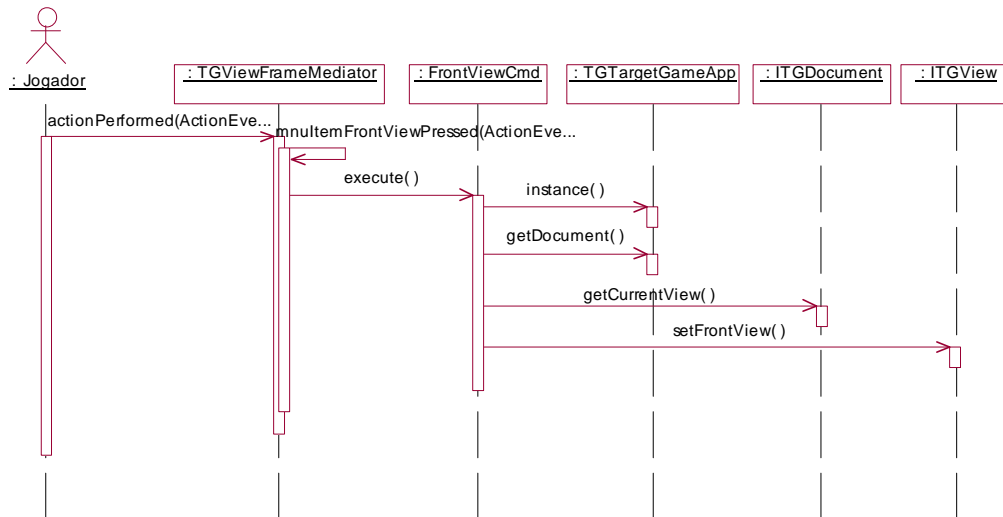 : Jogador
: TGViewFrameMediator
: FrontViewCmd
: TGTargetGameApp
: ITGDocument
: ITGView
actionPerformed(ActionEve...
mnuItemFrontViewPressed(ActionEve...
execute( )
instance( )
getDocument( )
getCurrentView( )
setFrontView( )